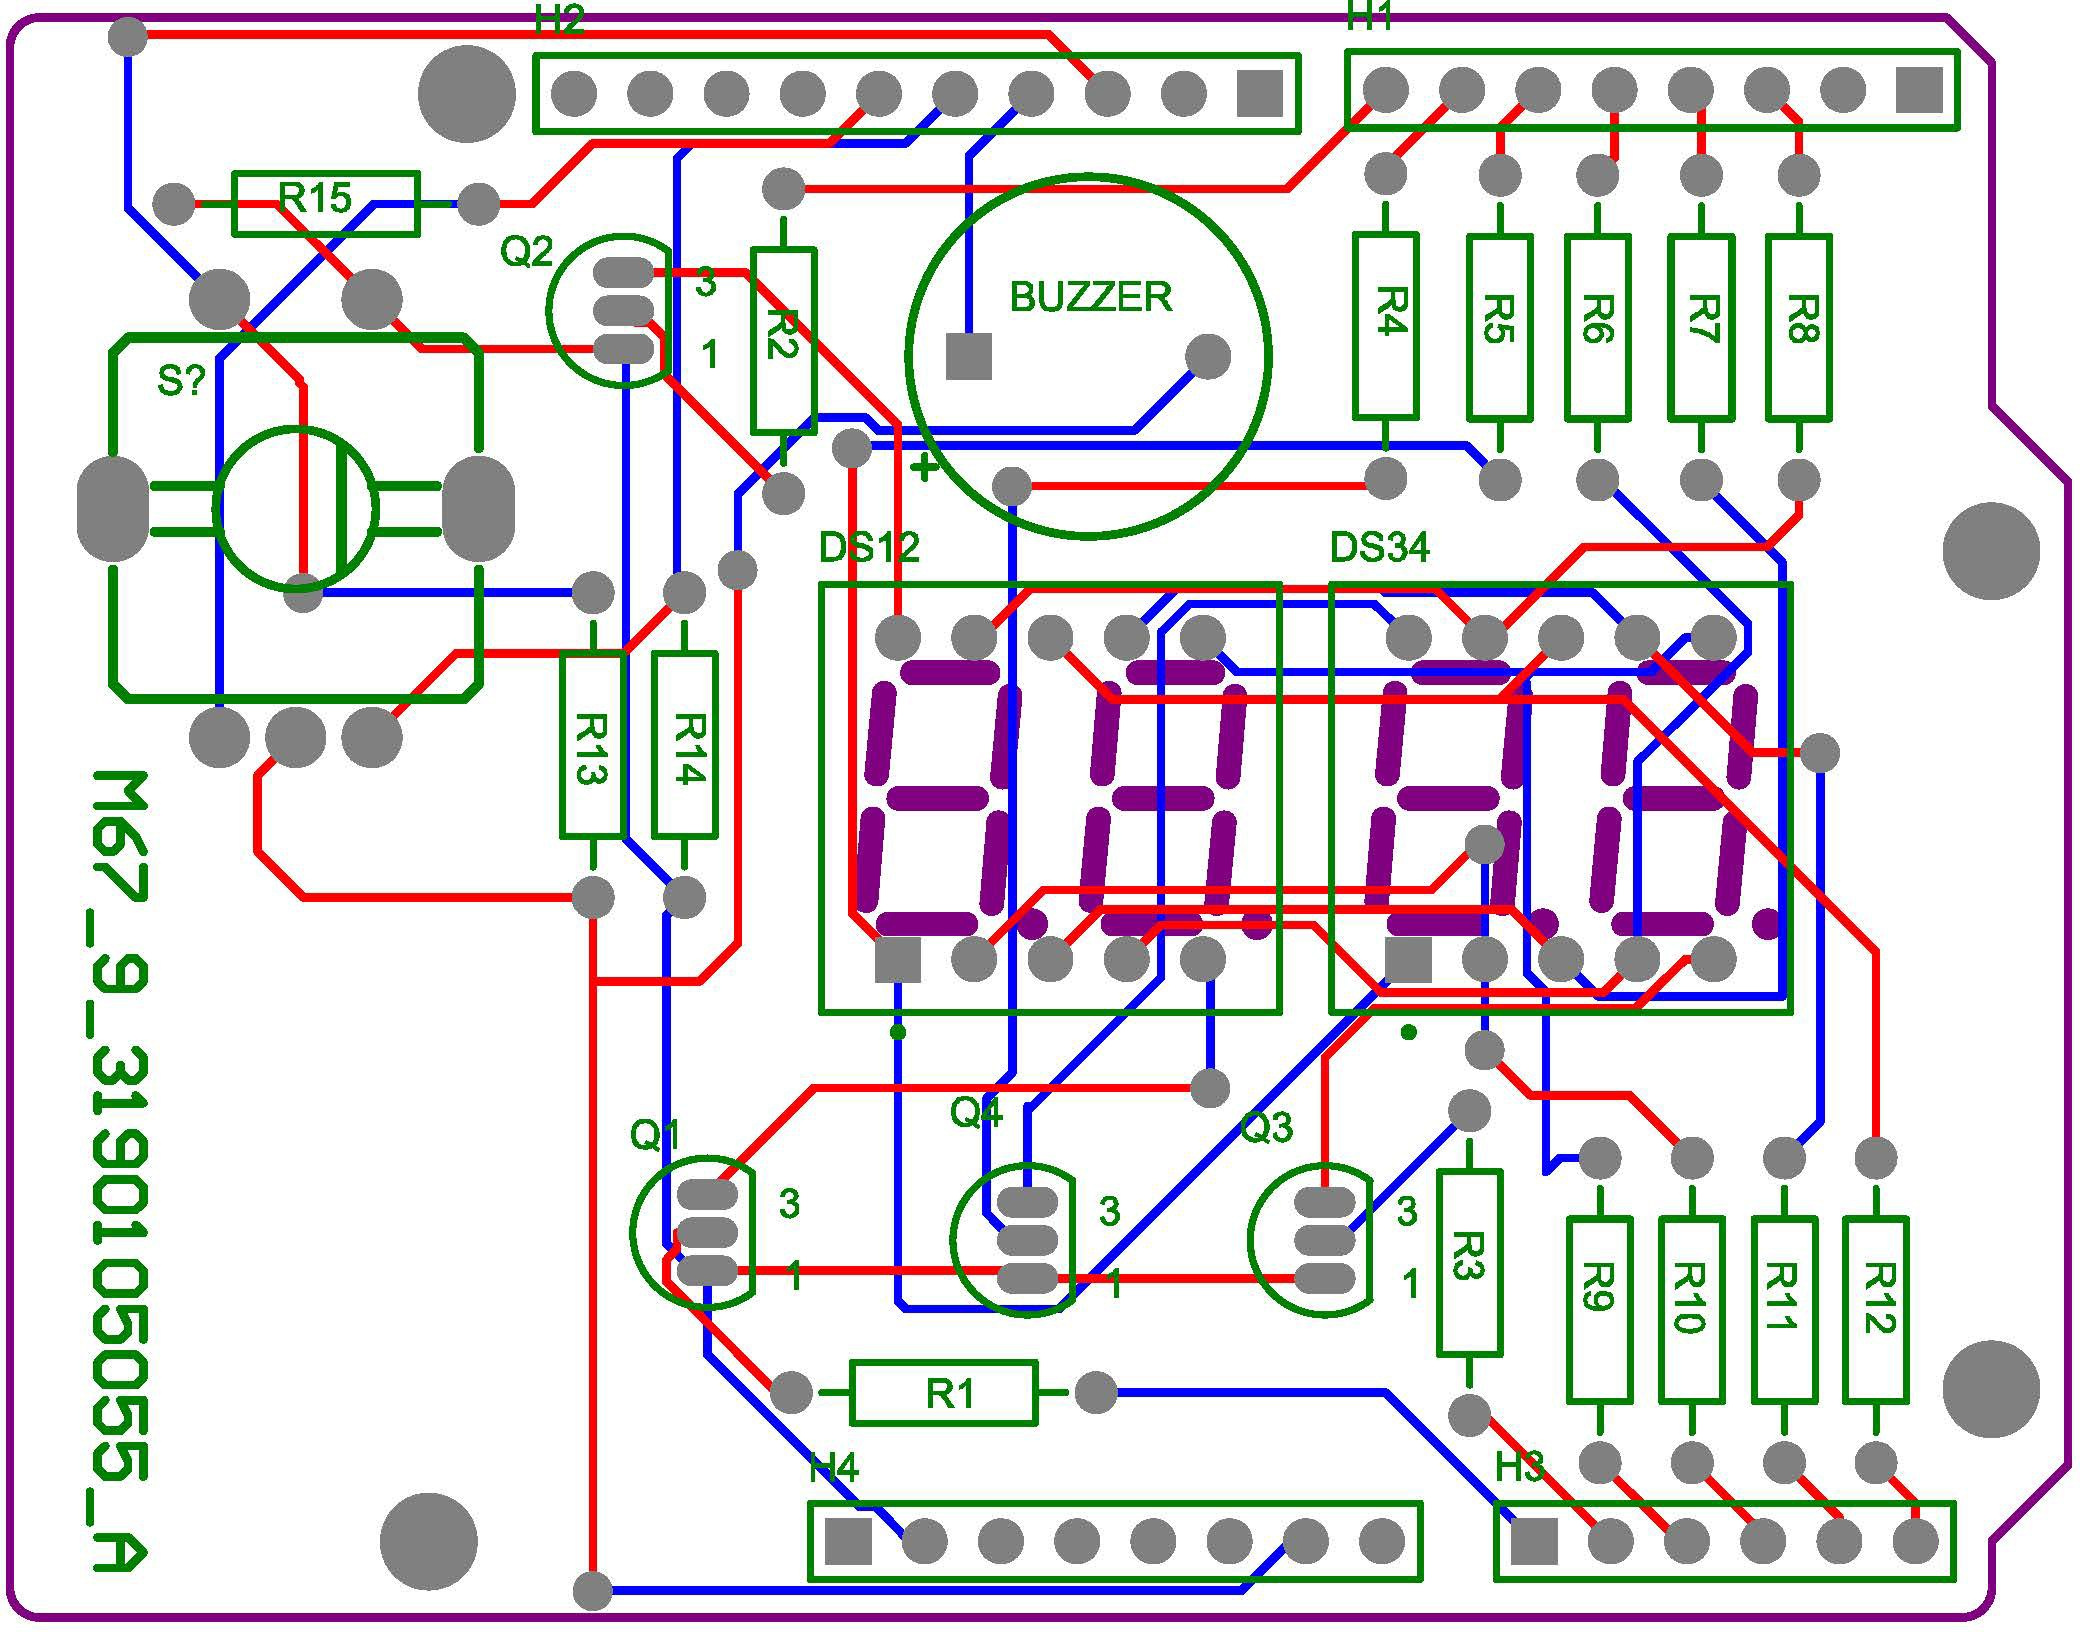 H2
H1
R15
Q2
3
1
R2
BUZZER
R4
R5
R6
R7
R8
S?
+
DS12
DS34
R13
R14
M67_9_319010505055_A
Q1
3
1
Q4
3
1
Q3
3
1
R3
R9
R10
R11
R12
R1
H4
H3